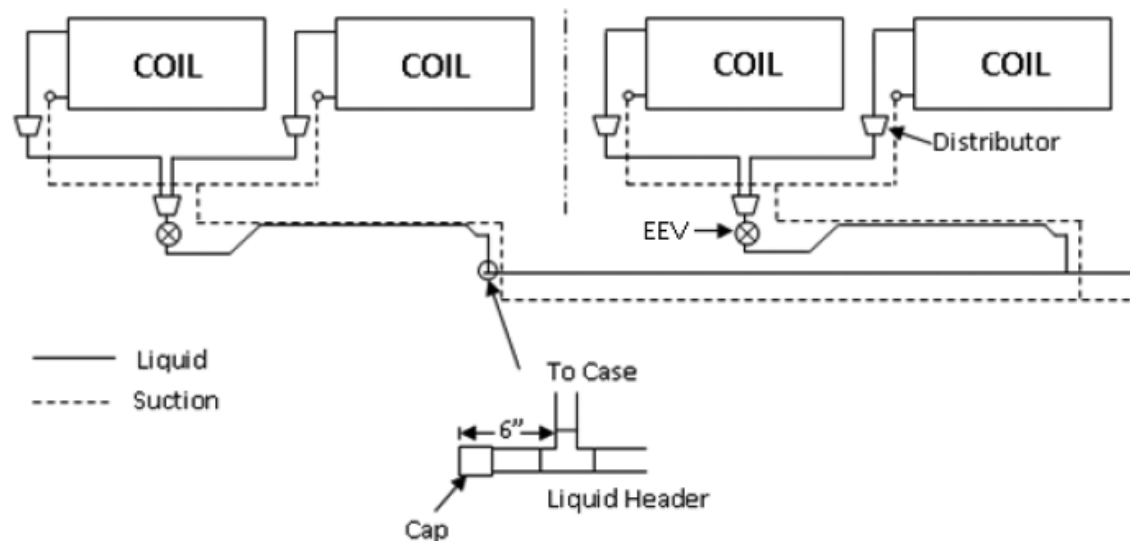 COIL
COIL
COIL
COIL
Distributor
EEV
Liquid
Suction
To Case
6”
Liquid Header
Cap